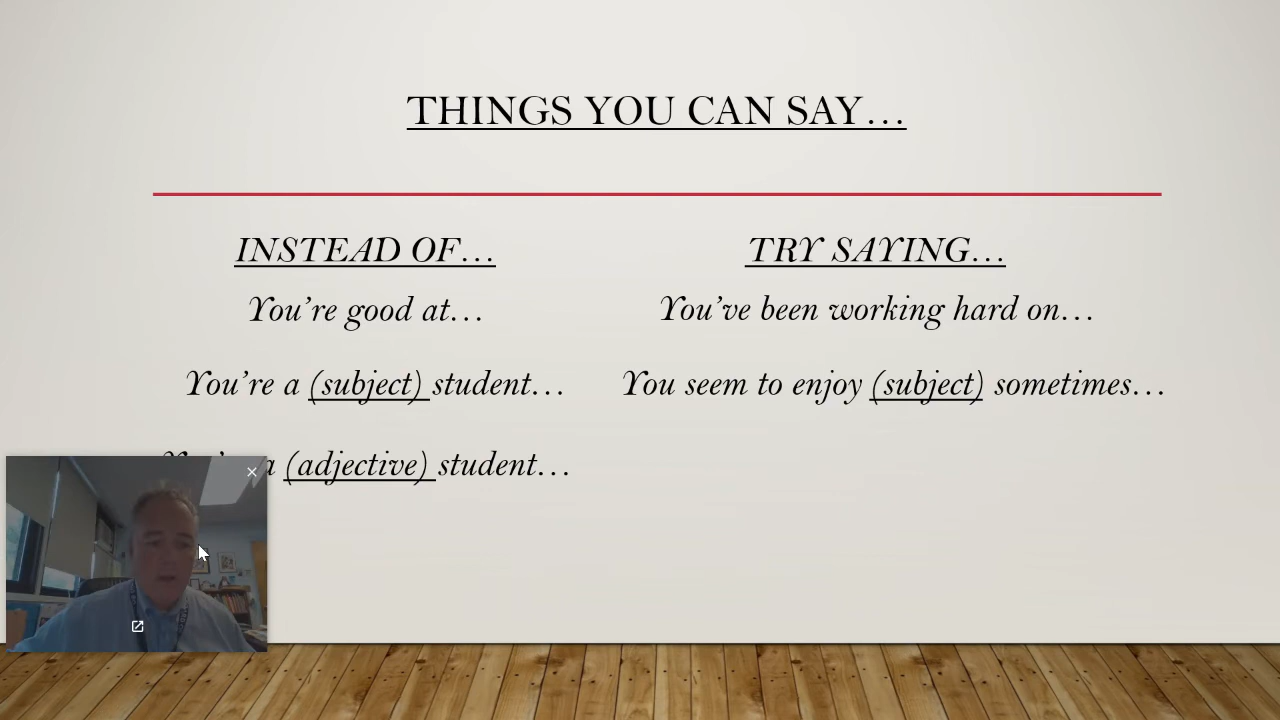 THINGS YOU CAN SAY…
INSTEAD OF…
You’re good at…
You’re a (subject) student…
a (adjective) student…
TRY SAYING…
You’ve been working hard on…
You seem to enjoy (subject) sometimes…